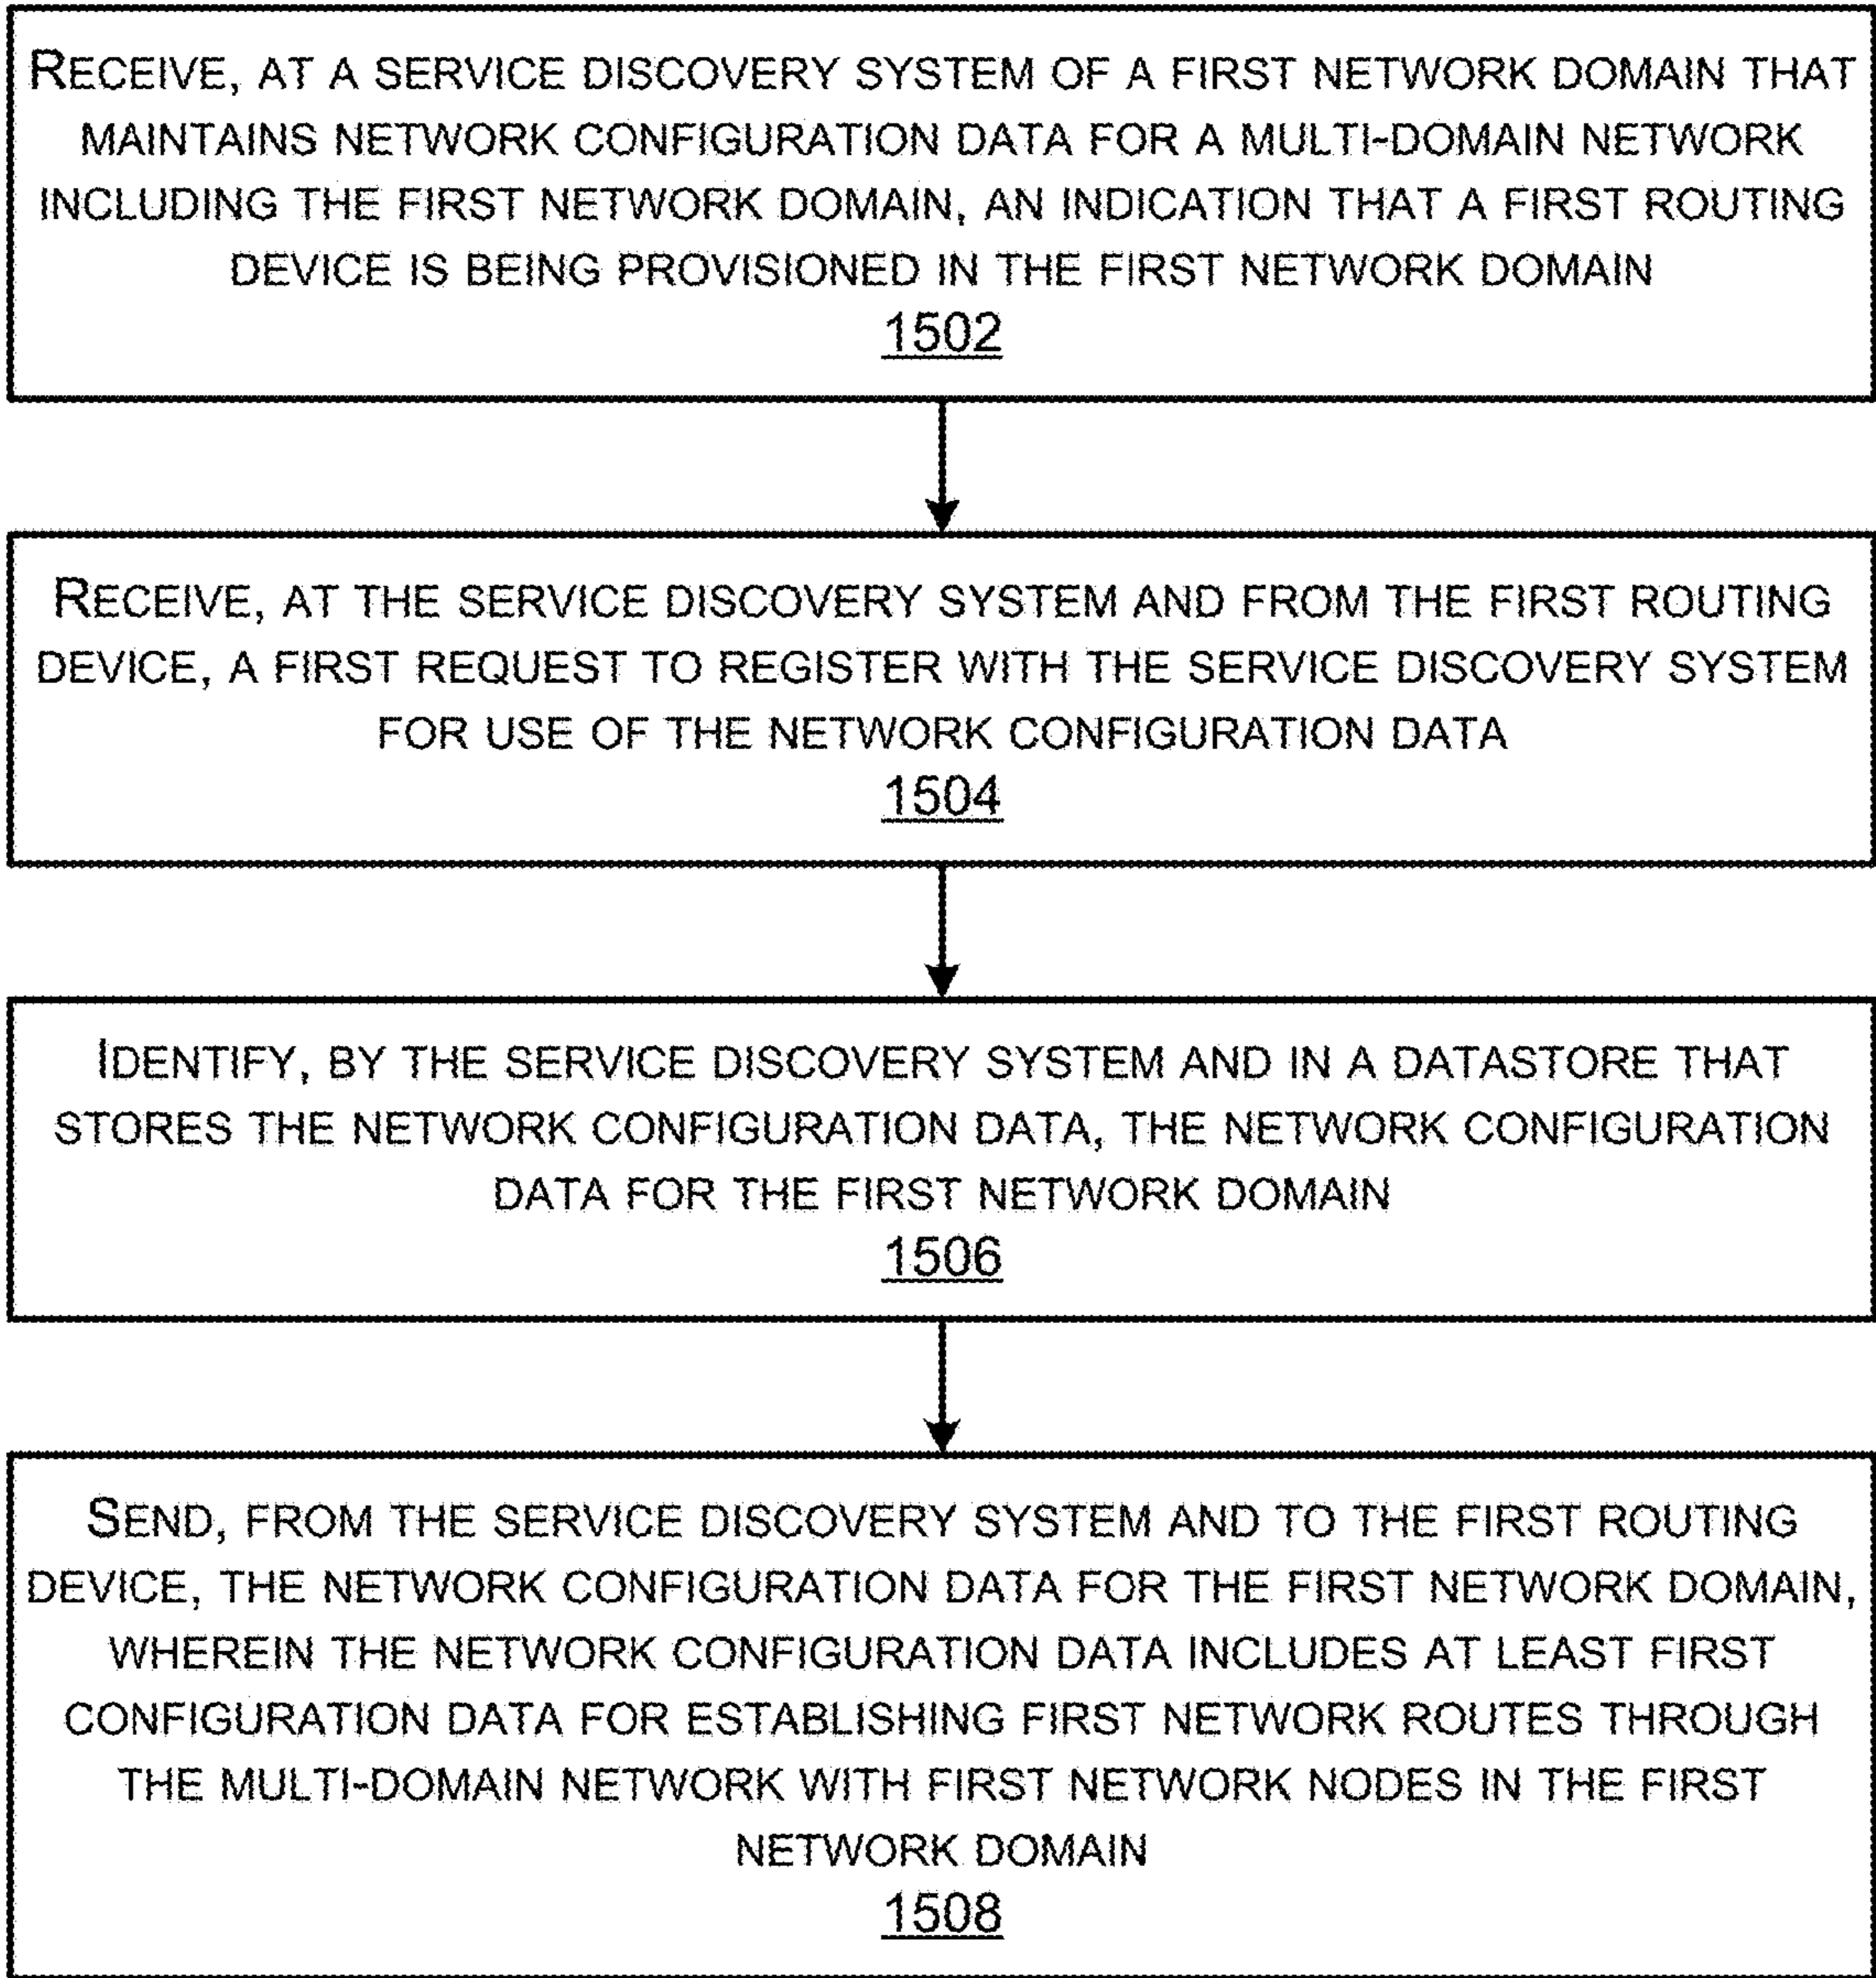 RECEIVE, AT A SERVICE DISCOVERY SYSTEM OF A FIRST NETWORK DOMAIN THAT
MAINTAINS NETWORK CONFIGURATION DATA FOR A MULTI-DOMAIN NETWORK
INCLUDING THE FIRST NETWORK DOMAIN, AN INDICATION THAT A FIRST ROUTING
DEVICE IS BEING PROVISIONED IN THE FIRST NETWORK DOMAIN
1502
RECEIVE, AT THE SERVICE DISCOVERY SYSTEM AND FROM THE FIRST ROUTING
DEVICE, A FIRST REQUEST TO REGISTER WITH THE SERVICE DISCOVERY SYSTEM
FOR USE OF THE NETWORK CONFIGURATION DATA
1504
IDENTIFY, BY THE SERVICE DISCOVERY SYSTEM AND IN A DATASTORE THAT
STORES THE NETWORK CONFIGURATION DATA, THE NETWORK CONFIGURATION
DATA FOR THE FIRST NETWORK DOMAIN
1506
SEND, FROM THE SERVICE DISCOVERY SYSTEM AND TO THE FIRST ROUTING
DEVICE, THE NETWORK CONFIGURATION DATA FOR THE FIRST NETWORK DOMAIN,
WHEREIN THE NETWORK CONFIGURATION DATA INCLUDES AT LEAST FIRST
CONFIGURATION DATA FOR ESTABLISHING FIRST NETWORK ROUTES THROUGH
THE MULTI-DOMAIN NETWORK WITH FIRST NETWORK NODES IN THE FIRST
NETWORK DOMAIN
1508